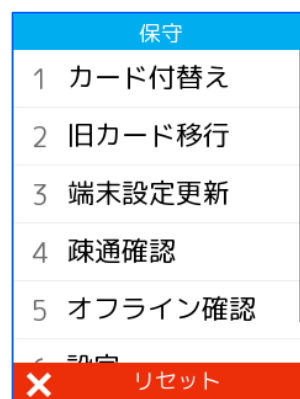 保守
1 カード付替え
2 旧カード移行
3 端末設定更新
4 疎通確認
5 オフライン確認
リセット